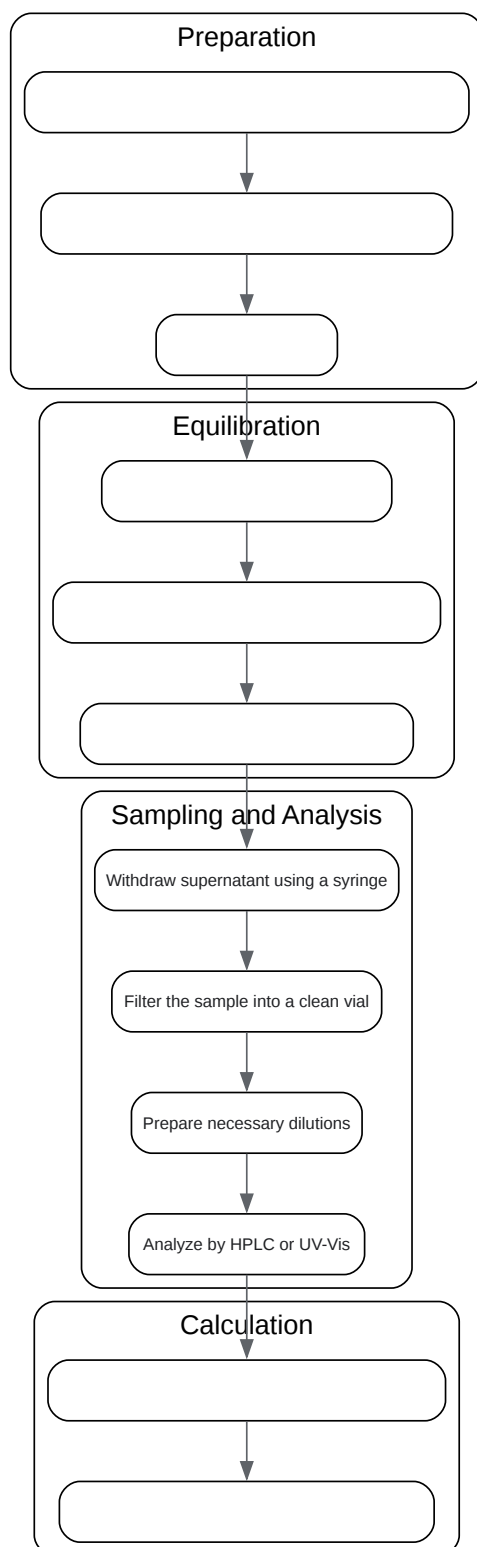 Preparation
Equilibration
Sampling and Analysis
Withdraw supernatant using a syringe
Filter the sample into a clean vial
Prepare necessary dilutions
Analyze by HPLC or UV-Vis
Calculation